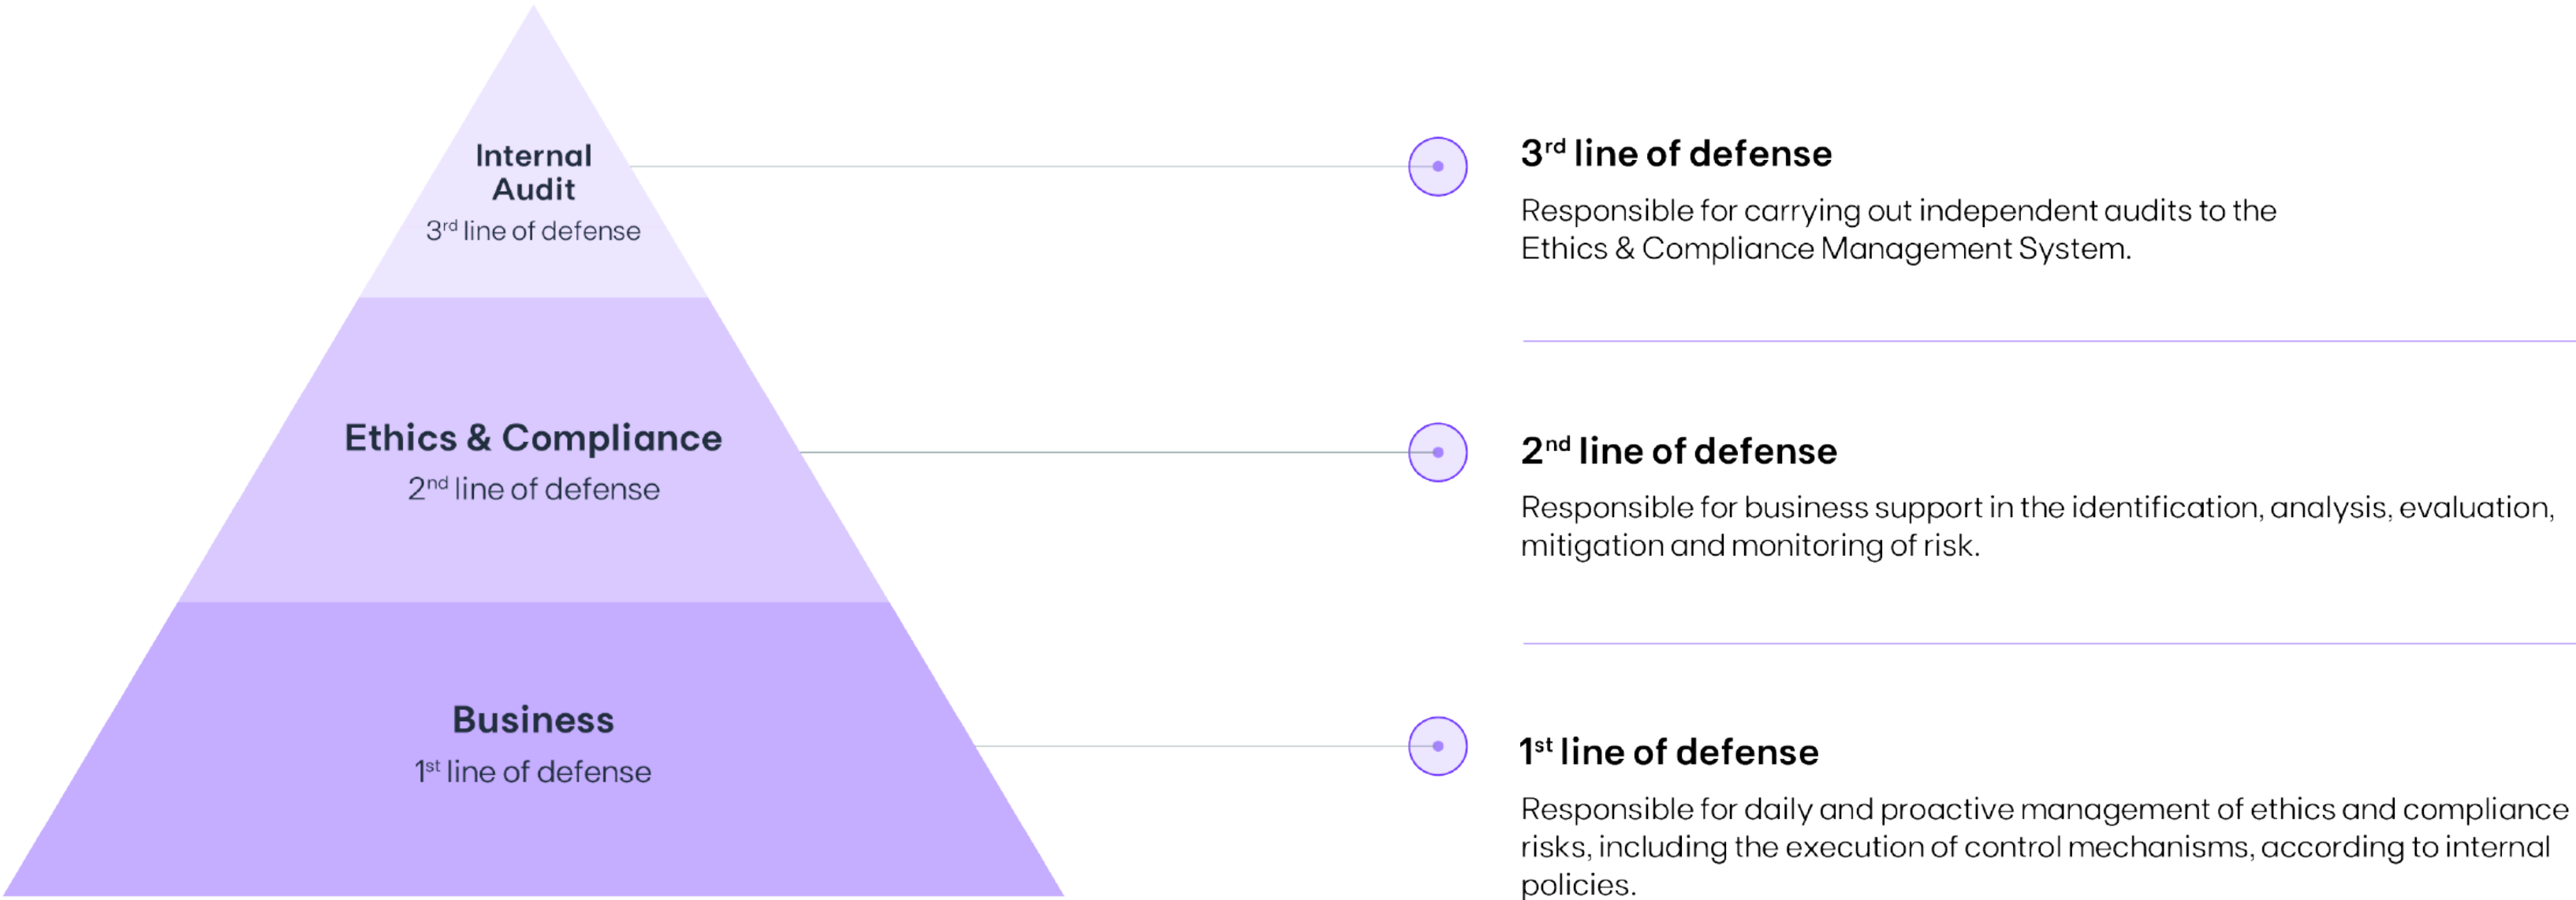 Internal
Audit
3rd line of defense
3rd line of defense
Responsible for carrying out independent audits to the
Ethics & Compliance Management System.
Ethics & Compliance
2nd line of defense
2nd line of defense
Responsible for business support in the identification, analysis, evaluation,
mitigation and monitoring of risk.
Business
1st line of defense
1st line of defense
Responsible for daily and proactive management of ethics and compliance
risks, including the execution of control mechanisms, according to internal
policies.